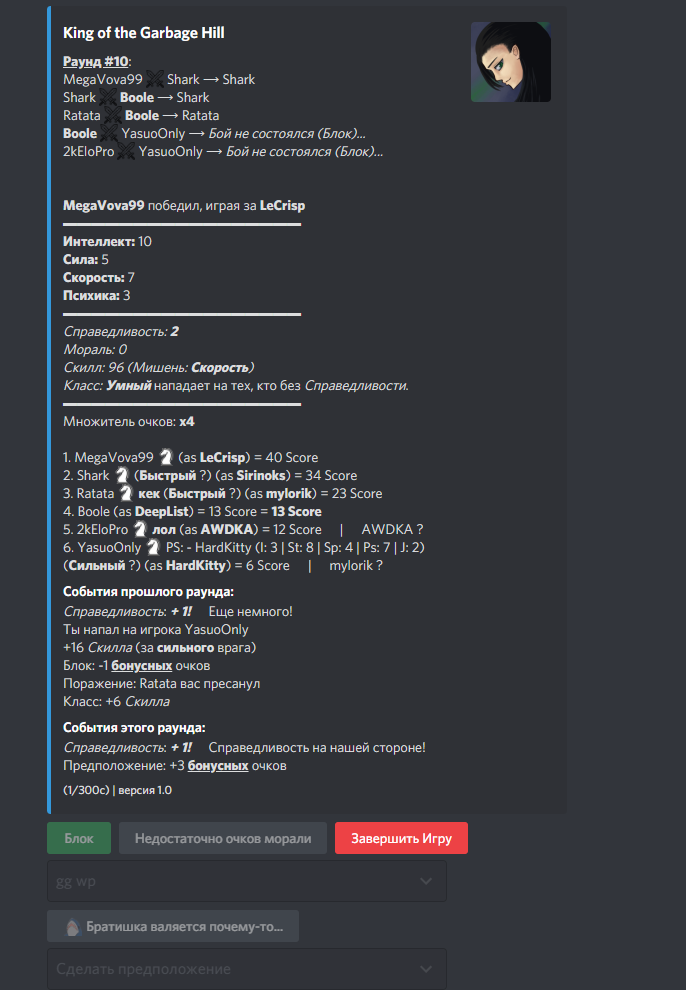 King of the Garbage Hill
Раунд #10:
MegaVova99 Shark ⟶ Shark
Shark Boole ⟶ Shark
Ratata Boole ⟶ Ratata
Boole YasuoOnly ⟶ Бой не состоялся (Блок)...
2kEloPro YasuoOnly ⟶ Бой не состоялся (Блок)...
MegaVova99 победил, играя за LeCrisp
Интеллект: 10
Сила: 5
Скорость: 7
Психика: 3
Справедливость: 2
Мораль: 0
Скилл: 96 (Мишень: Скорость)
Класс: Умный нападает на тех, кто без Справедливости.
Множитель очков: x4
1. MegaVova99 (as LeCrisp) = 40 Score
2. Shark (Быстрый ?) (as Sirinoks) = 34 Score
3. Ratata кек (Быстрый ?) (as mylorik) = 23 Score
4. Boole (as DeepList) = 13 Score = 13 Score
5. 2kEloPro лол (as AWDKA) = 12 Score | AWDKA ?
6. YasuoOnly PS: - HardKitty (I: 3 | St: 8 | Sp: 4 | Ps: 7 | J: 2)
(Сильный ?) (as HardKitty) = 6 Score | mylorik ?
События прошлого раунда:
Справедливость: + 1! Еще немного!
Ты напал на игрока YasuoOnly
+16 Скилла (за сильного врага)
Блок: -1 бонусных очков
Поражение: Ratata вас пресанул
Класс: +6 Скилла
События этого раунда:
Справедливость: + 1! Справедливость на нашей стороне!
Предположение: +3 бонусных очков
(1/300с) | версия 1.0
Блок Недостаточно очков морали Завершить Игру
gg wp
Братишка валяется почему-то...
Сделать предположение